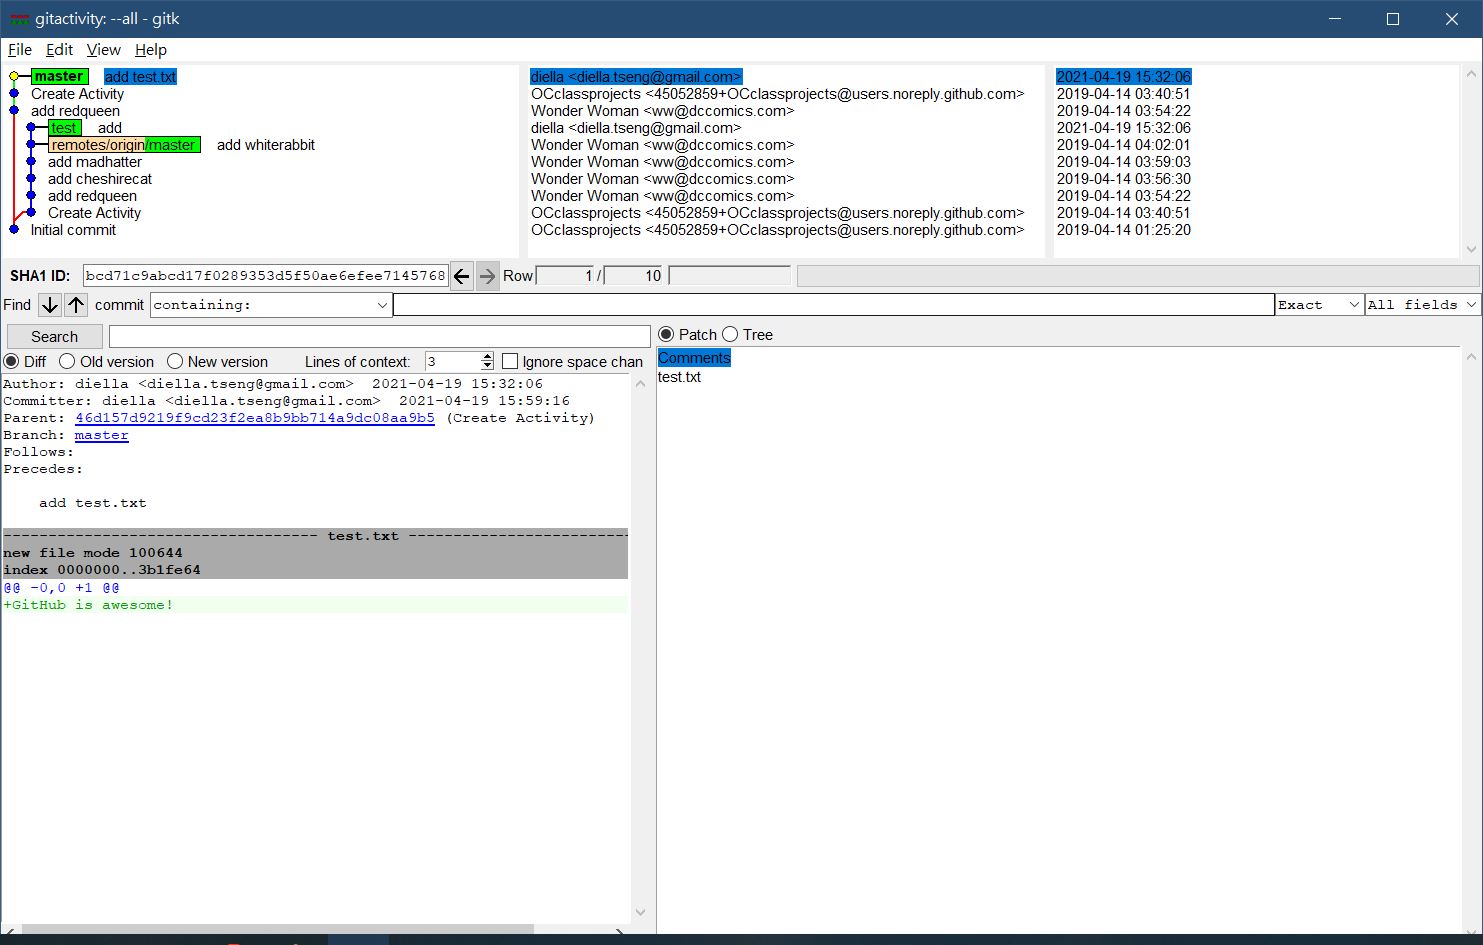 gitactivity: --all - gitk
File Edit View Help
master add test.txt diella <diella.tseng@gmail.com> 2021-04-19 15:32:06
Create Activity OCclassprojects <45052859+OCclassprojects@users.noreply.github.com> 2019-04-14 03:40:51
add redqueen Wonder Woman <ww@dccomics.com> 2019-04-14 03:54:22
test add diella <diella.tseng@gmail.com> 2021-04-19 15:32:06
remotes/origin/master add whiterabbit Wonder Woman <ww@dccomics.com> 2019-04-14 04:02:01
add madhatter Wonder Woman <ww@dccomics.com> 2019-04-14 03:59:03
add cheshirecat Wonder Woman <ww@dccomics.com> 2019-04-14 03:56:30
add redqueen Wonder Woman <ww@dccomics.com> 2019-04-14 03:54:22
Create Activity OCclassprojects <45052859+OCclassprojects@users.noreply.github.com> 2019-04-14 03:40:51
Initial commit OCclassprojects <45052859+OCclassprojects@users.noreply.github.com> 2019-04-14 01:25:20
SHA1 ID: bcd71c9abcd17f0289353d5f50ae6efee7145768 Row 1 / 10
Find commit containing: Exact All fields
Search Patch Tree
Diff Old version New version Lines of context: 3 Ignore space chan
Comments
test.txt
Author: diella <diella.tseng@gmail.com> 2021-04-19 15:32:06
Committer: diella <diella.tseng@gmail.com> 2021-04-19 15:59:16
Parent: 46d157d9219f9cd23f2ea8b9bb714a9dc08aa9b5 (Create Activity)
Branch: master
Follows:
Precedes:
add test.txt
----------------------------------- test.txt -------------------------
new file mode 100644
index 0000000..3b1fe64
@@ -0,0 +1 @@
+GitHub is awesome!